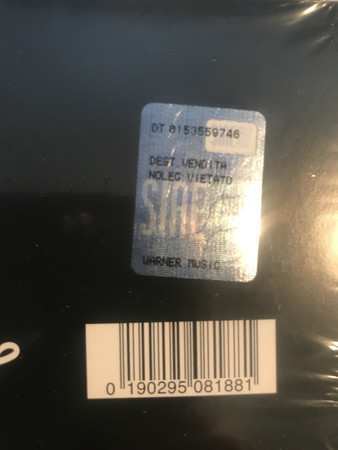 DT 8153559746
DEST VENDITA
NOLEG VIETATO
SIAE
WARNER MUSIC
0 190295 081881